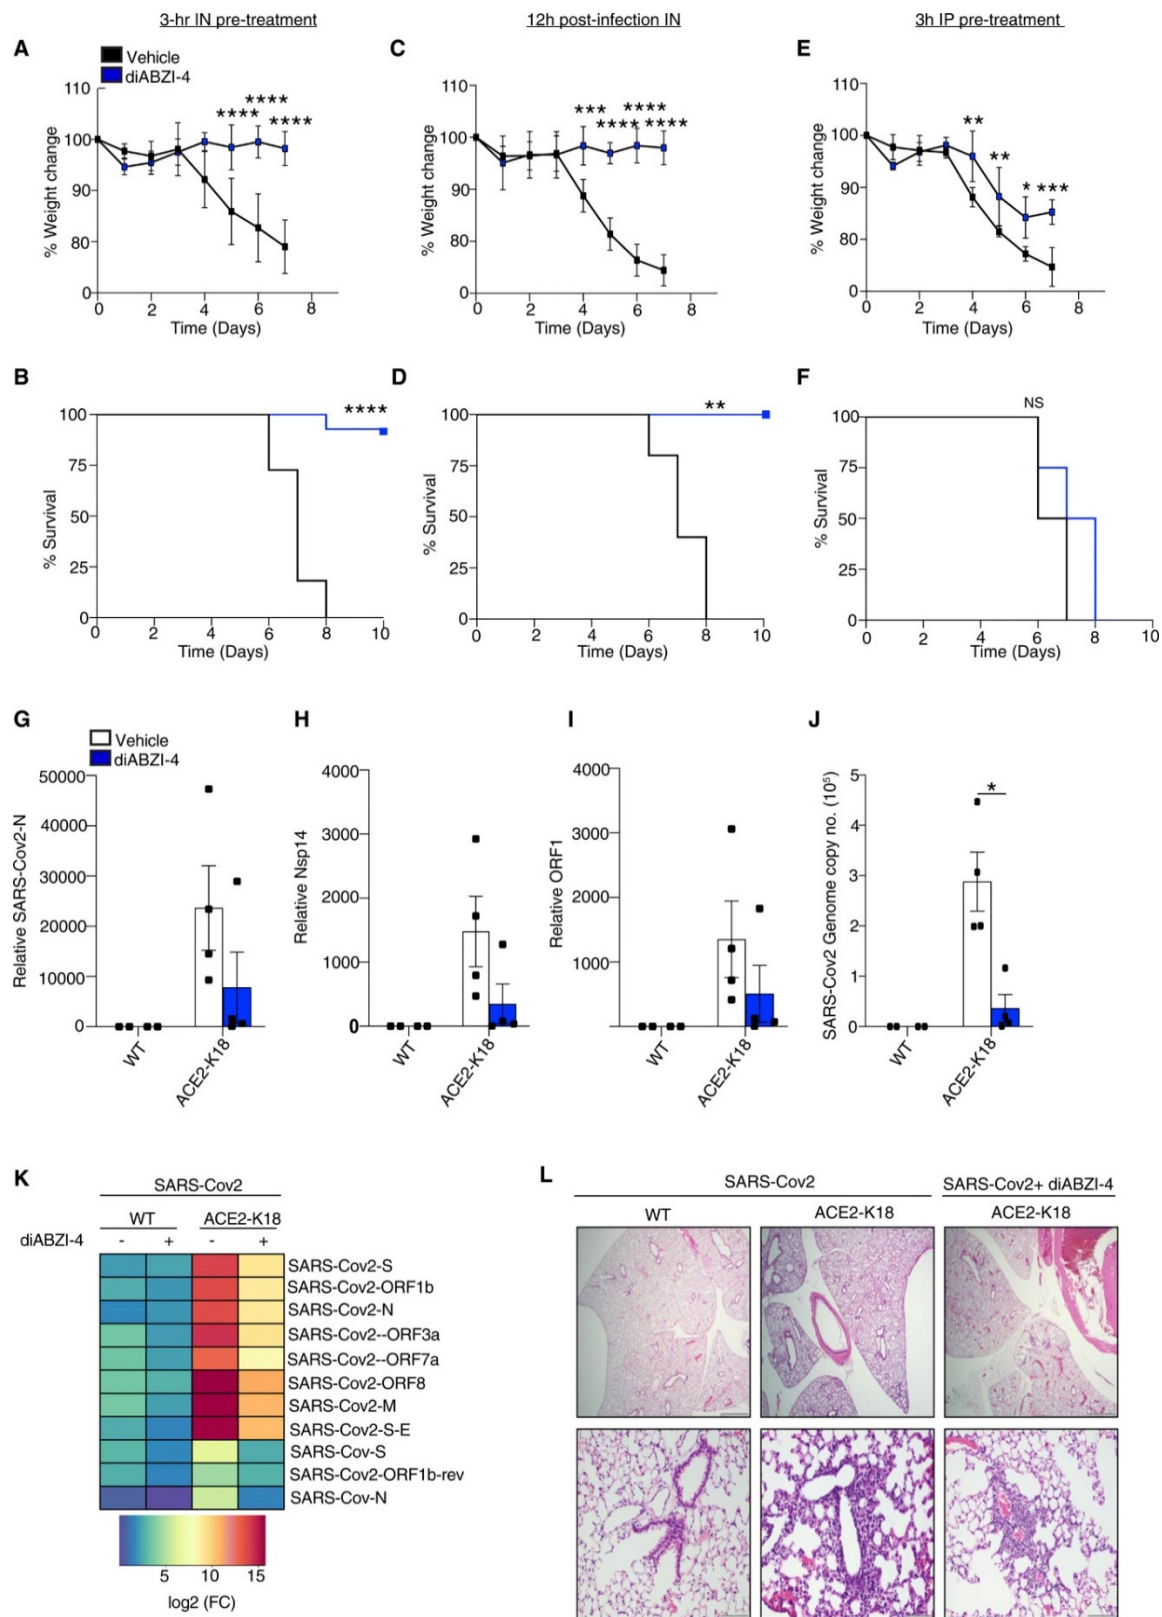 3-hr IN pre-treatment
12h post-infection IN
3h IP pre-treatment
A
Vehicle
diABZI-4
110
100
90
80
0
% Weight change
****
****
****
0 2 4 6 8
Time (Days)
C
110
100
90
80
0
% Weight change
***
****
****
****
0 2 4 6 8
Time (Days)
E
110
100
90
80
0
% Weight change
**
**
*
***
0 2 4 6 8
Time (Days)
B
100
75
50
25
0
% Survival
****
0 2 4 6 8 10
Time (Days)
D
100
75
50
25
0
% Survival
**
0 2 4 6 8 10
Time (Days)
F
100
75
50
25
0
% Survival
NS
0 2 4 6 8 10
Time (Days)
G
Vehicle
diABZI-4
50000
40000
30000
20000
10000
0
Relative SARS-Cov2-N
WT
ACE2-K18
H
4000
3000
2000
1000
0
Relative Nsp14
WT
ACE2-K18
I
4000
3000
2000
1000
Relative ORF1
WT
ACE2-K18
J
5
4
3
2
1
0
SARS-Cov2 Genome copy no. (10⁵)
*
WT
ACE2-K18
K
SARS-Cov2
WT ACE2-K18
diABZI-4 - + - +
SARS-Cov2-S
SARS-Cov2-ORF1b
SARS-Cov2-N
SARS-Cov2--ORF3a
SARS-Cov2--ORF7a
SARS-Cov2-ORF8
SARS-Cov2-M
SARS-Cov2-S-E
SARS-Cov-S
SARS-Cov2-ORF1b-rev
SARS-Cov-N
5 10 15
log2 (FC)
L
SARS-Cov2
SARS-Cov2+ diABZI-4
WT
ACE2-K18
ACE2-K18